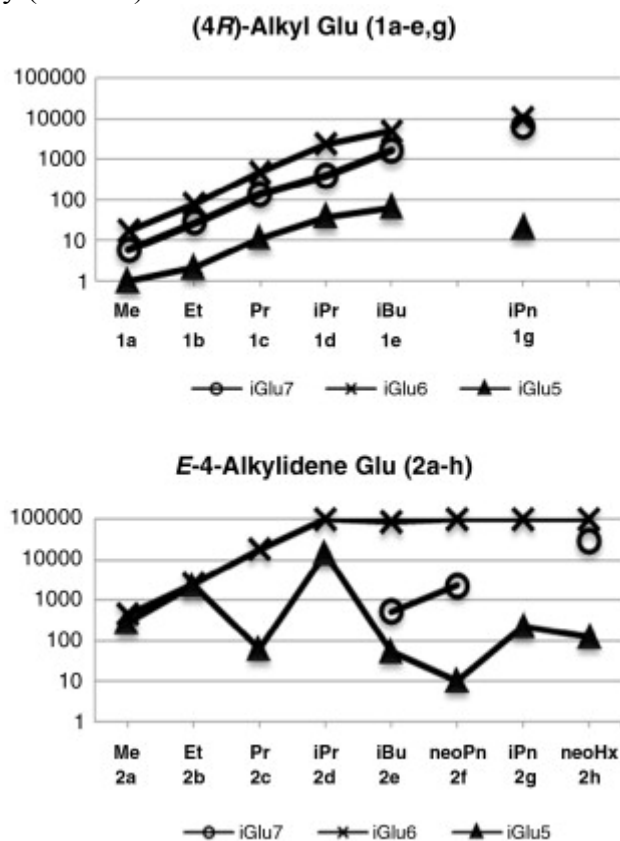 (4R)-Alkyl Glu (1a-e,g)
100000
10000
1000
100
10
1
Me Et Pr iPr iBu iPn
1a 1b 1c 1d 1e 1g
iGlu7 iGlu6 iGlu5
E-4-Alkylidene Glu (2a-h)
100000
10000
1000
100
10
1
Me Et Pr iPr iBu neoPn iPn neoHx
2a 2b 2c 2d 2e 2f 2g 2h
iGlu7 iGlu6 iGlu5